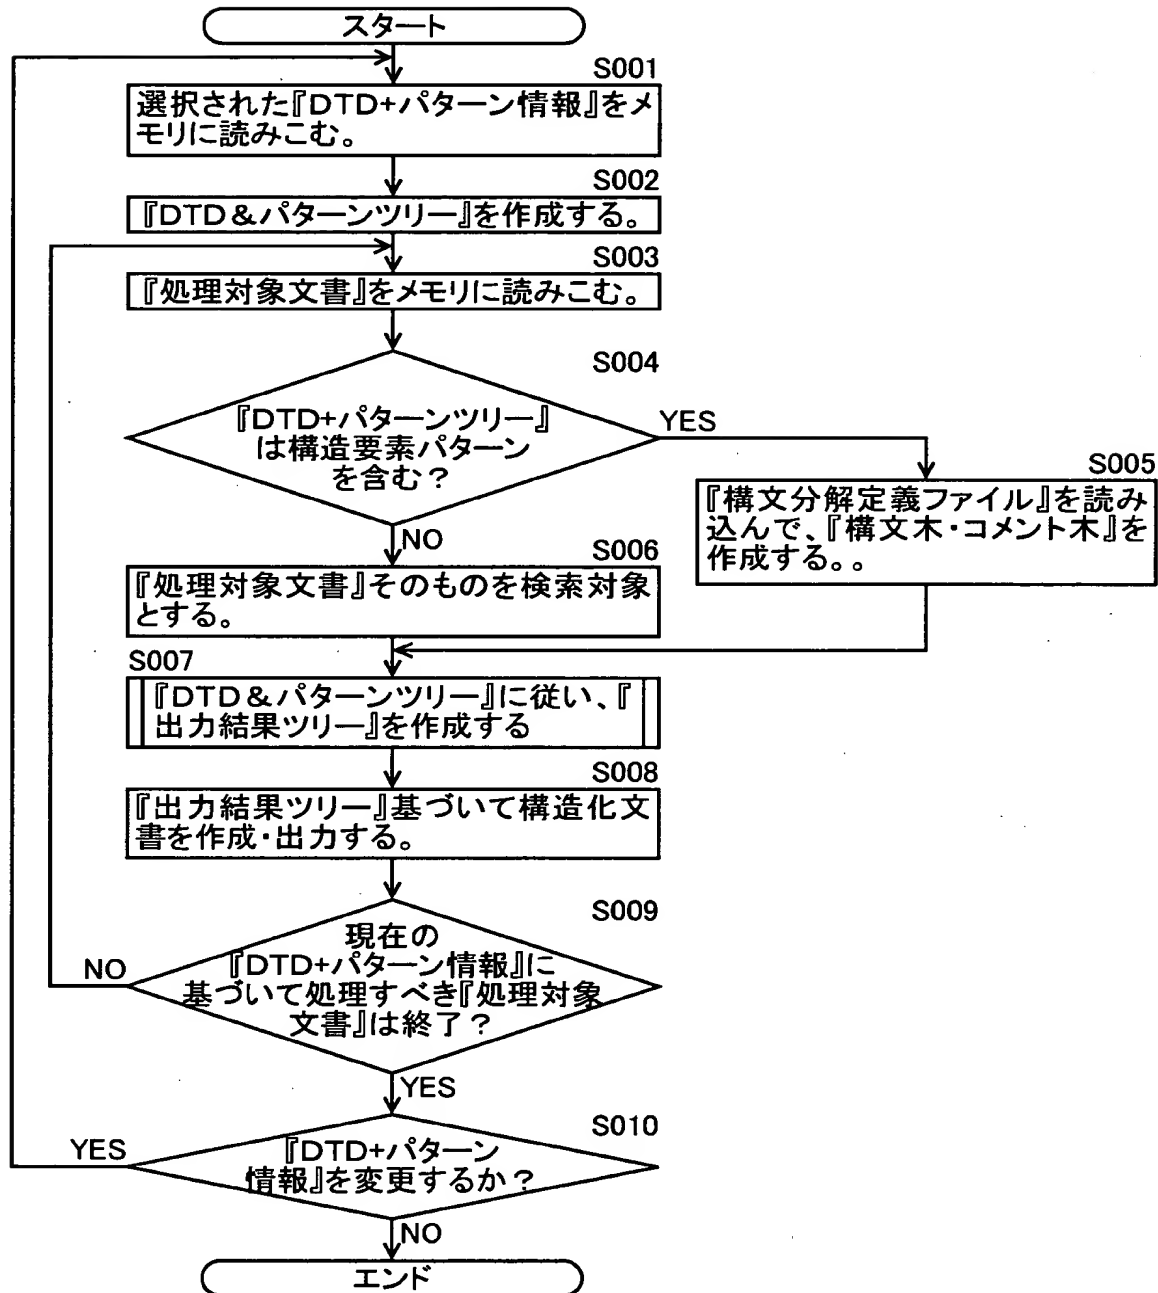 スタート
S001
選択された『DTD+パターン情報』をメ
モリに読みこむ。
S002
『DTD&パターンツリー』を作成する。
S003
『処理対象文書』をメモリに読みこむ。
S004
『DTD+パターンツリー』
は構造要素パターン
を含む?
YES
NO
S005
『構文分解定義ファイル』を読み
込んで、『構文木・コメント木』を
作成する。。
S006
『処理対象文書』そのものを検索対象
とする。
S007
『DTD&パターンツリー』に従い、『
出力結果ツリー』を作成する
S008
『出力結果ツリー』基づいて構造化文
書を作成・出力する。
S009
現在の
『DTD+パターン情報』に
基づいて処理すべき『処理対象
文書』は終了?
NO
YES
S010
『DTD+パターン
情報』を変更するか?
YES
NO
エンド